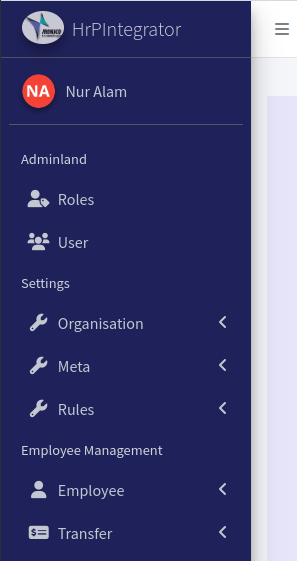 HrPIntegrator
NA Nur Alam
Adminland
Roles
User
Settings
Organisation
Meta
Rules
Employee Management
Employee
Transfer